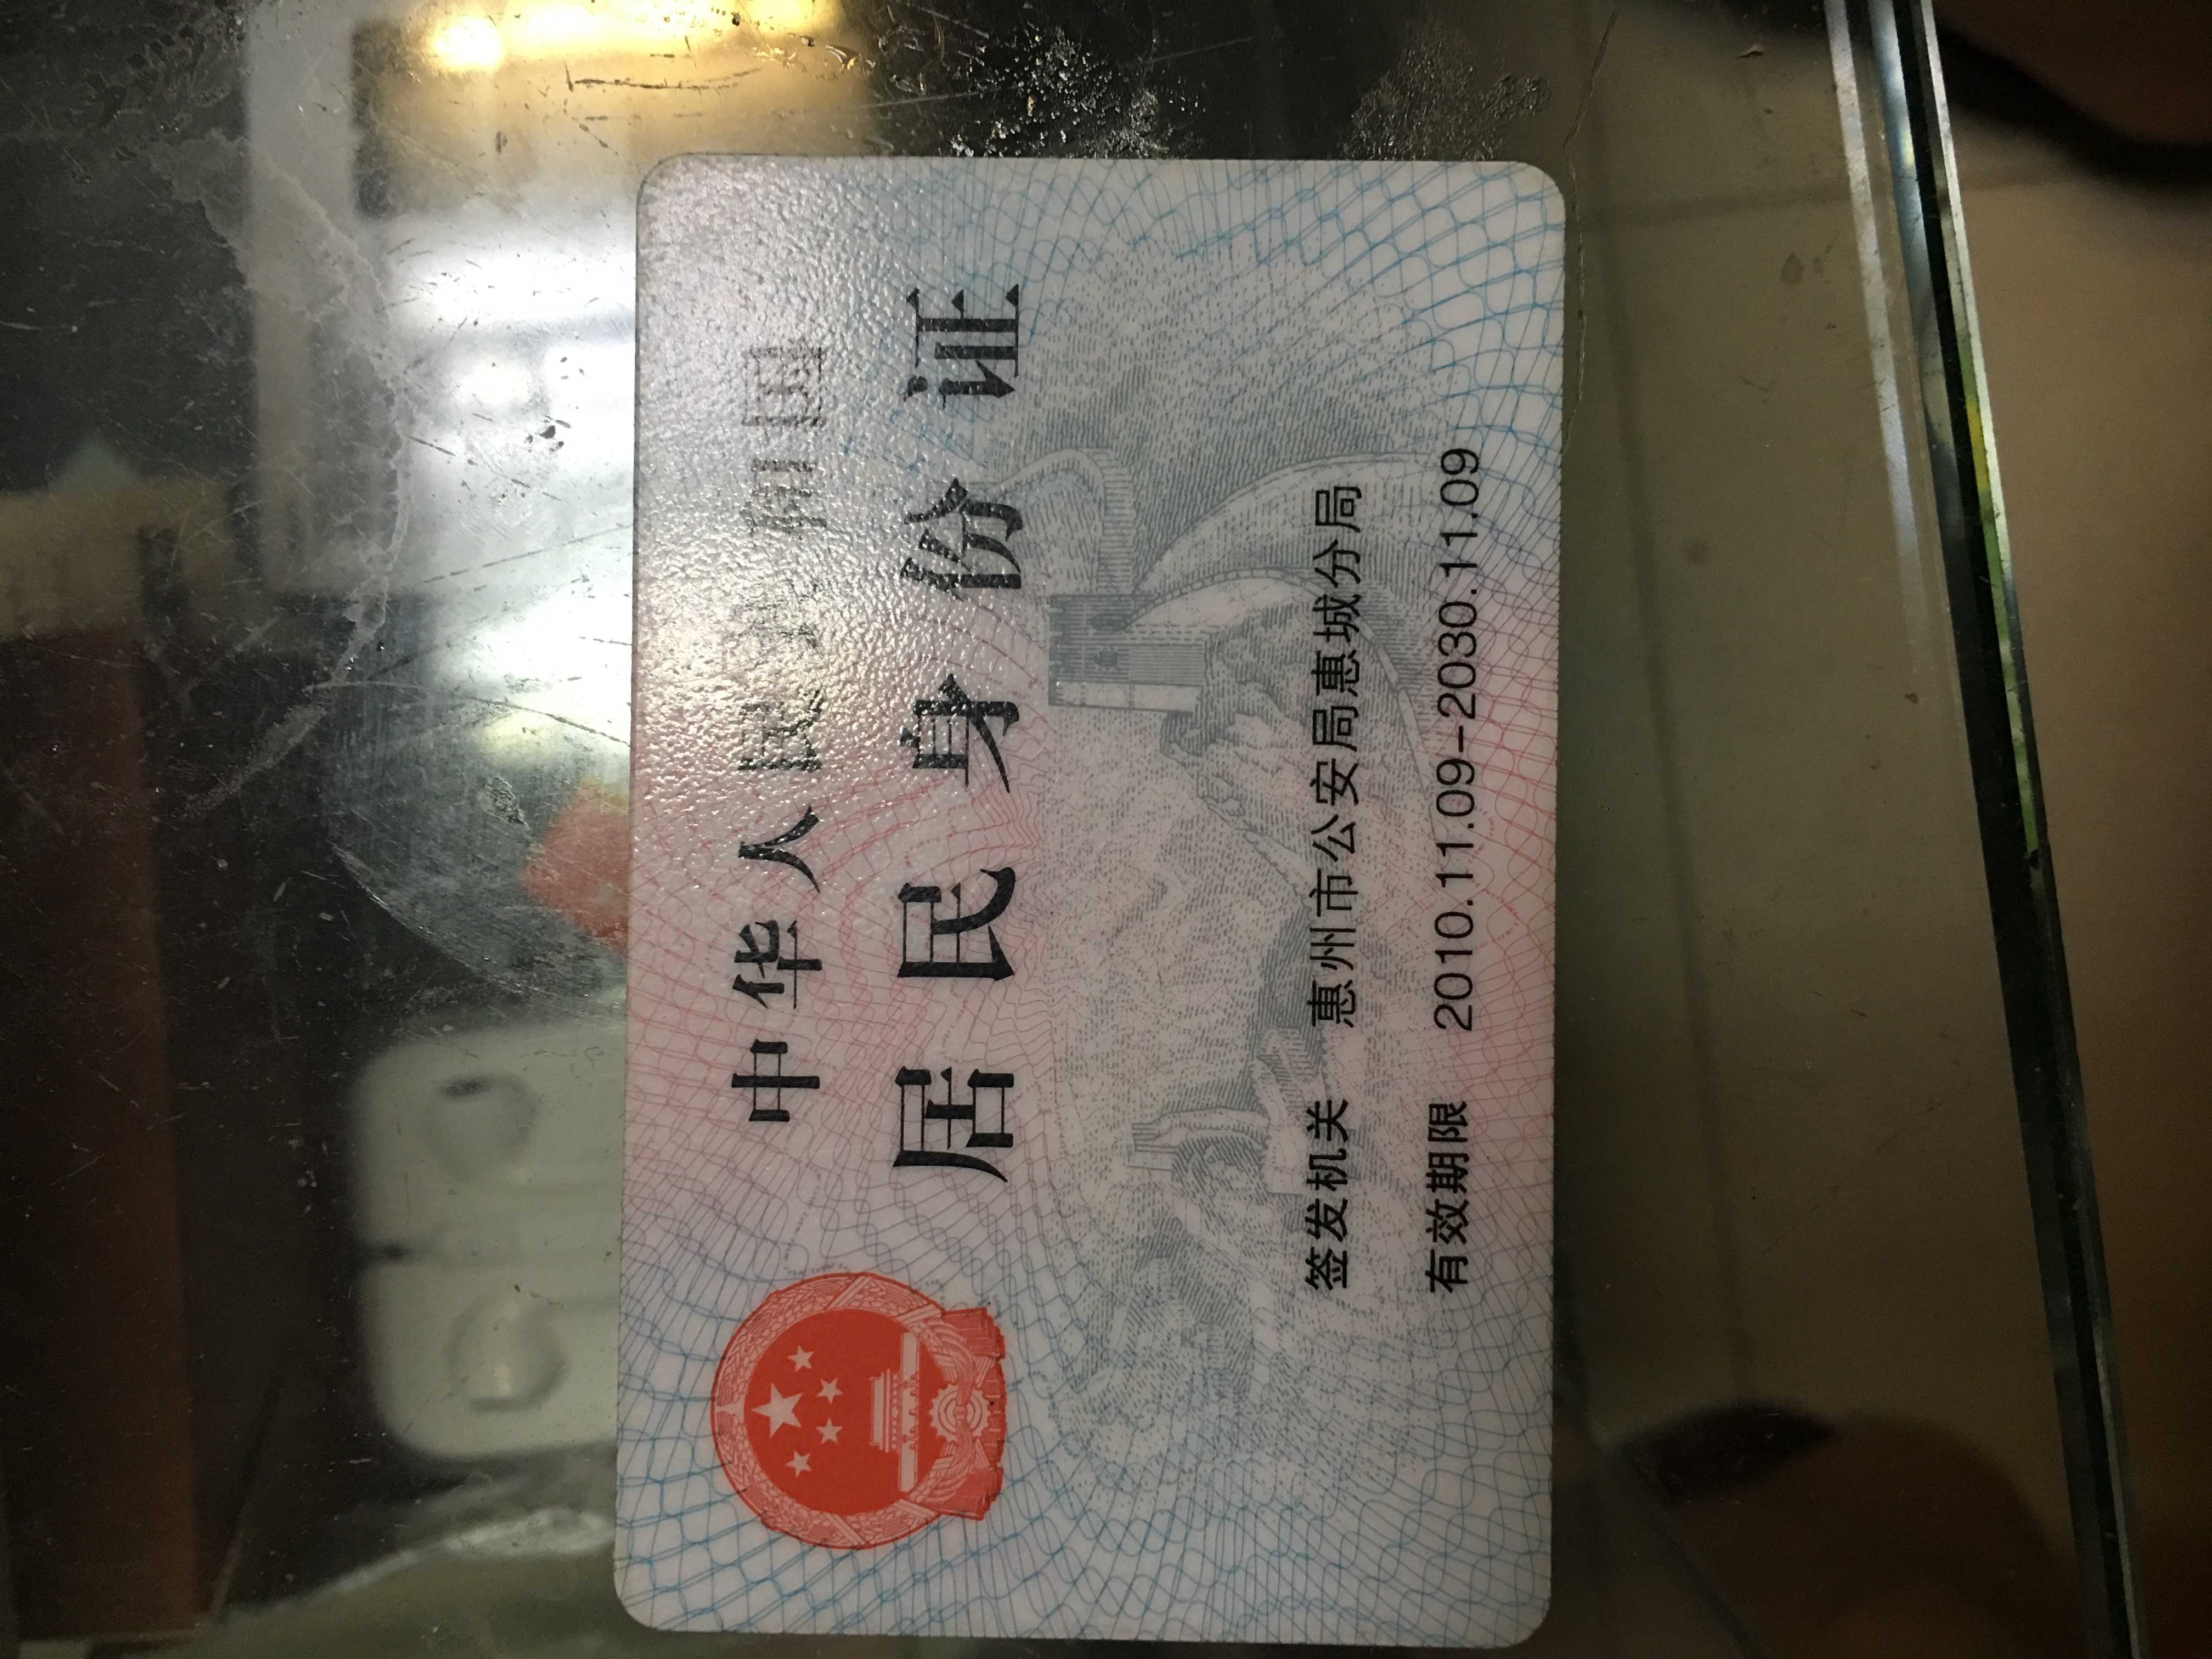 中华人民共和国
居民身份证
签发机关 惠州市公安局惠城分局
有效期限 2010.11.09-2030.11.09